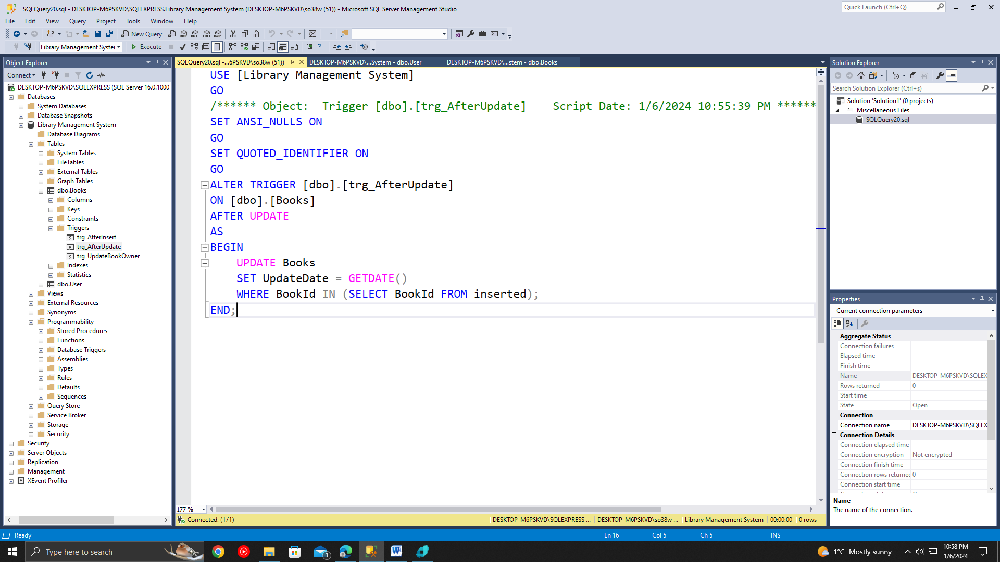 SQLQuery20.sql - DESKTOP-M6PSKVD\SQLEXPRESS.Library Management System (DESKTOP-M6PSKVD\so38w (51)) - Microsoft SQL Server Management Studio
Quick Launch (Ctrl+Q)
File Edit View Query Project Tools Window Help
New Query
MDX DMX XMLA DAX
Library Management System
Execute
Object Explorer
Connect
DESKTOP-M6PSKVD\SQLEXPRESS (SQL Server 16.0.1000
Databases
System Databases
Database Snapshots
Library Management System
Database Diagrams
Tables
System Tables
FileTables
External Tables
Graph Tables
dbo.Books
Columns
Keys
Constraints
Triggers
trg_AfterInsert
trg_AfterUpdate
trg_UpdateBookOwner
Indexes
Statistics
dbo.User
Views
External Resources
Synonyms
Programmability
Stored Procedures
Functions
Database Triggers
Assemblies
Types
Rules
Defaults
Sequences
Query Store
Service Broker
Storage
Security
Security
Server Objects
Replication
Management
XEvent Profiler
SQLQuery20.sql -...6PSKVD\so38w (51))
DESKTOP-M6PSKVD\...System - dbo.User
DESKTOP-M6PSKVD\...stem - dbo.Books
USE [Library Management System]
GO
/****** Object:  Trigger [dbo].[trg_AfterUpdate]    Script Date: 1/6/2024 10:55:39 PM ******
SET ANSI_NULLS ON
GO
SET QUOTED_IDENTIFIER ON
GO
ALTER TRIGGER [dbo].[trg_AfterUpdate]
ON [dbo].[Books]
AFTER UPDATE
AS
BEGIN
    UPDATE Books
    SET UpdateDate = GETDATE()
    WHERE BookId IN (SELECT BookId FROM inserted);
END;
177 %
Connected. (1/1)
DESKTOP-M6PSKVD\SQLEXPRESS ... DESKTOP-M6PSKVD\so38w ... Library Management System 00:00:00 0 rows
Solution Explorer
Search Solution Explorer (Ctrl+ş)
Solution 'Solution1' (0 projects)
Miscellaneous Files
SQLQuery20.sql
Properties
Current connection parameters
Aggregate Status
Connection failures
Elapsed time
Finish time
Name DESKTOP-M6PSKVD\SQLEX
Rows returned 0
Start time
State Open
Connection
Connection name DESKTOP-M6PSKVD\SQLEX
Connection Details
Connection elapsed time
Connection encryption Not encrypted
Connection finish time
Connection rows returned 0
Connection start time
Name
The name of the connection.
Ready
Ln 16 Col 5 Ch 5 INS
Type here to search
1
1°C Mostly sunny
10:58 PM
1/6/2024